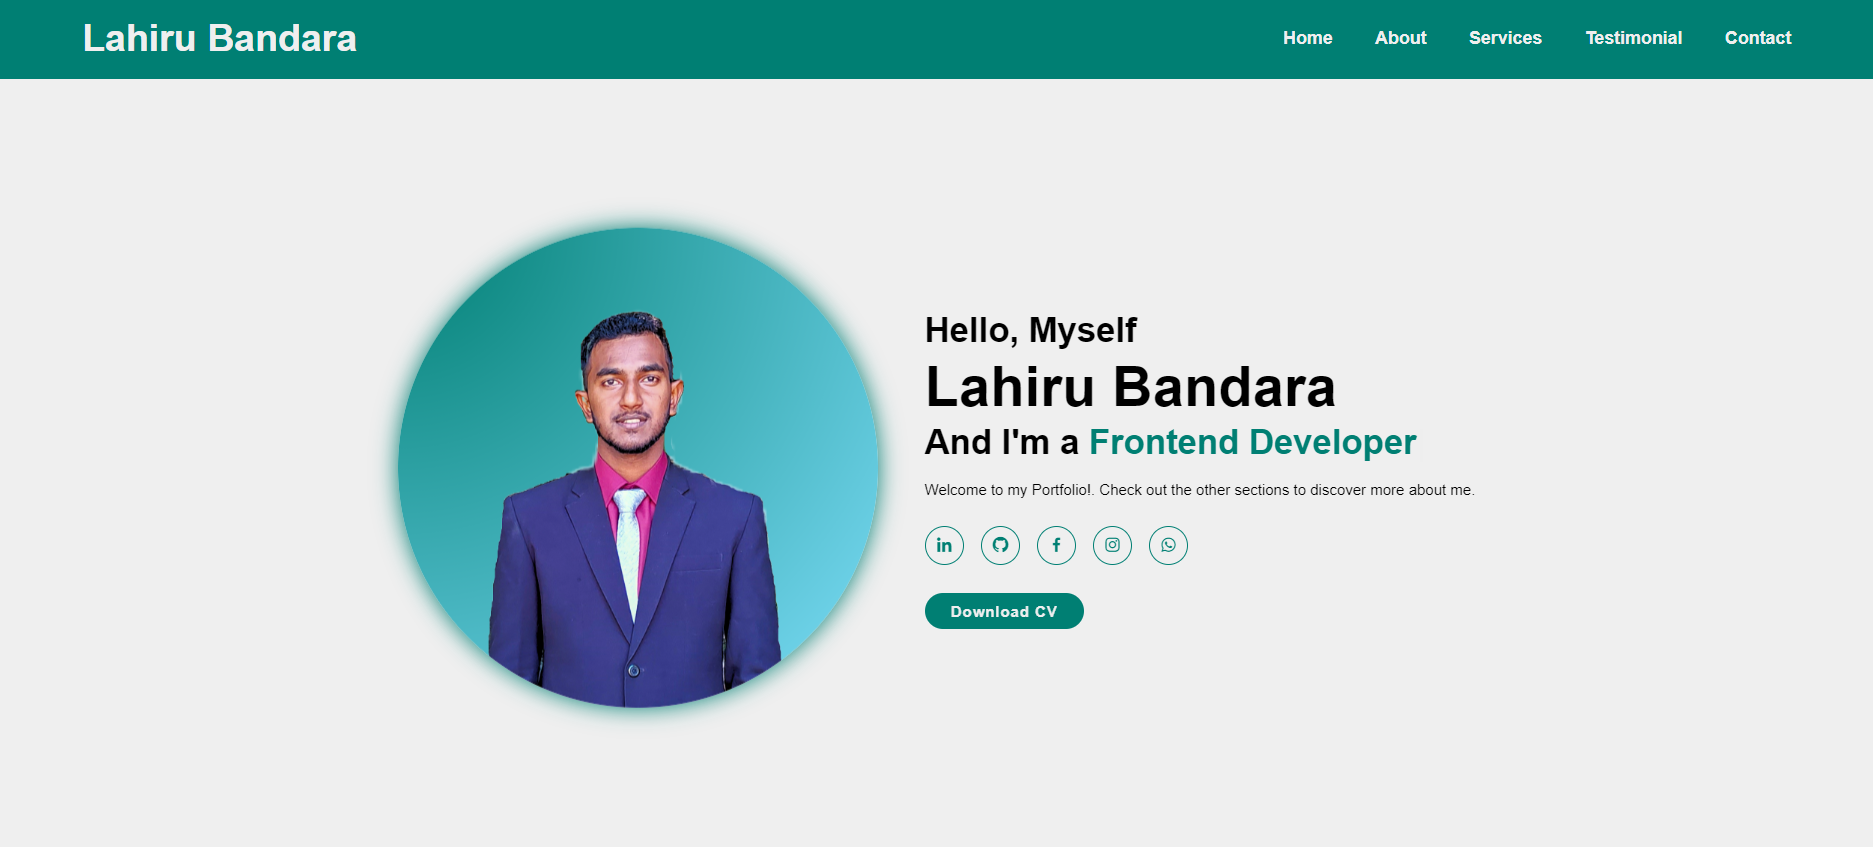 Lahiru Bandara
Home About Services Testimonial Contact
Hello, Myself
Lahiru Bandara
And I'm a Frontend Developer
Welcome to my Portfolio!. Check out the other sections to discover more about me.
Download CV